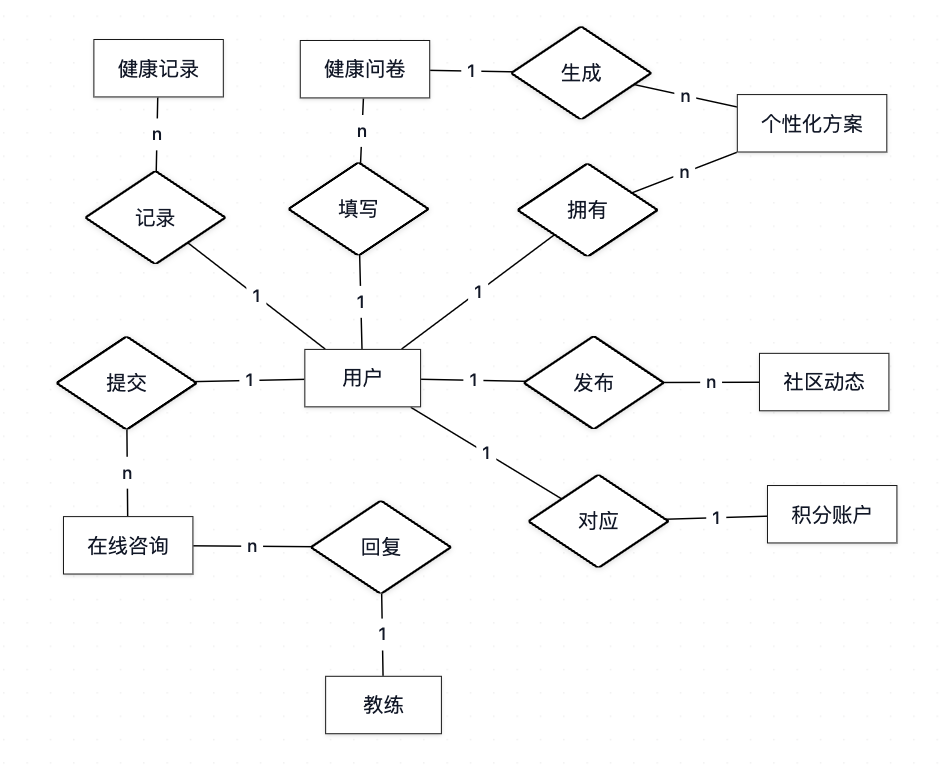 健康记录
健康问卷
1
生成
n
个性化方案
n
n
n
记录
填写
拥有
1
1
1
提交
1
用户
1
发布
n
社区动态
1
n
对应
1
积分账户
在线咨询
n
回复
1
教练